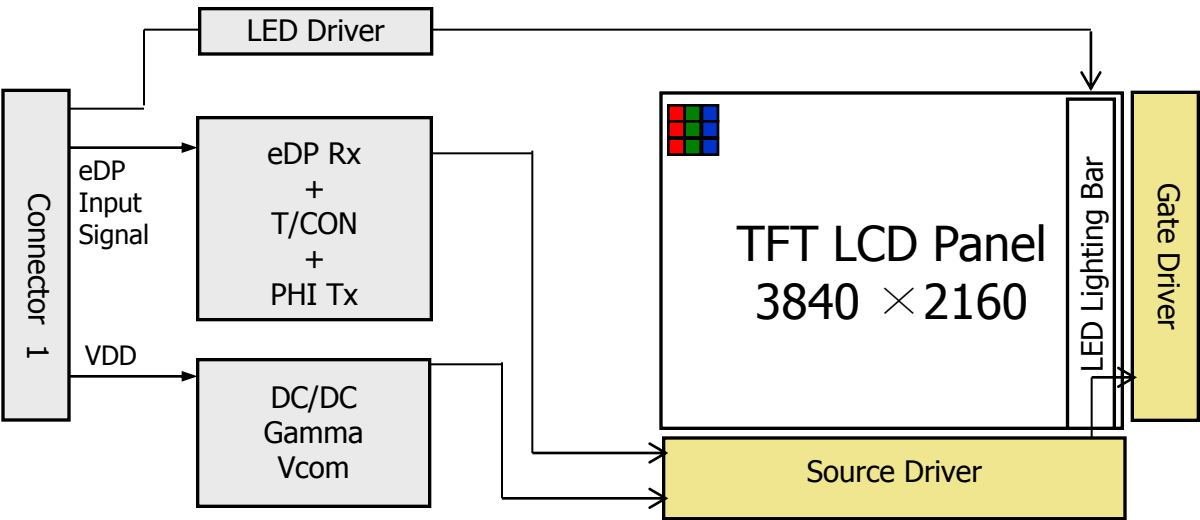 LED Driver
Connector 1
eDP
Input
Signal
eDP Rx
+
T/CON
+
PHI Tx
VDD
DC/DC
Gamma
Vcom
TFT LCD Panel
3840 ×2160
LED Lighting Bar
Gate Driver
Source Driver